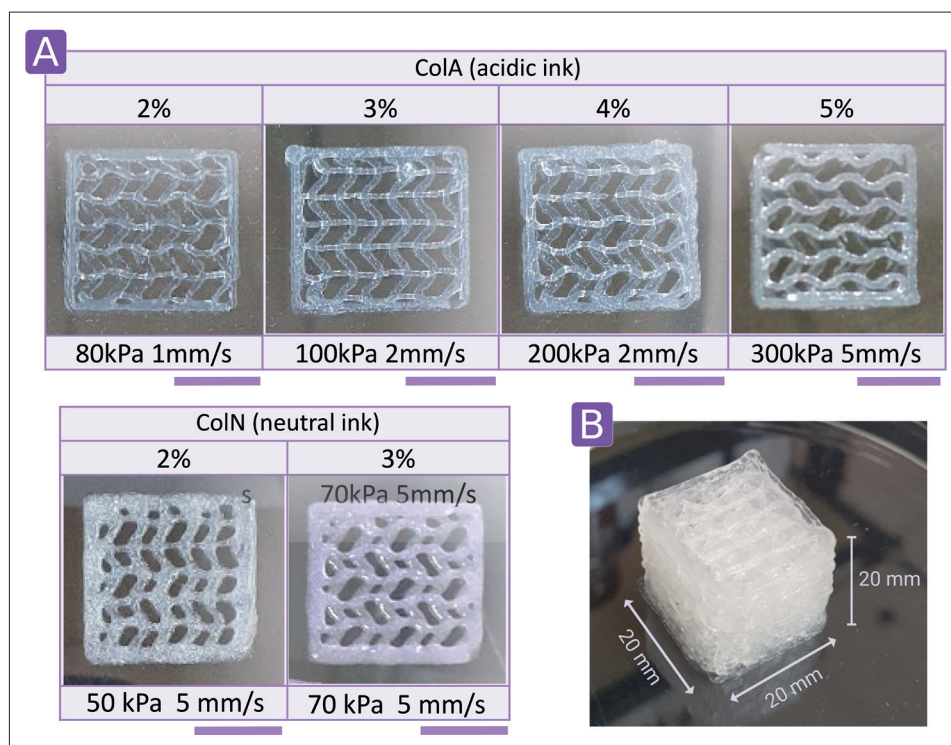 A
ColA (acidic ink)
2% 3% 4% 5%
80kPa 1mm/s 100kPa 2mm/s 200kPa 2mm/s 300kPa 5mm/s
ColN (neutral ink)
2% 3%
s 70kPa 5mm/s
50 kPa 5 mm/s 70 kPa 5 mm/s
B
20 mm
20 mm
20 mm